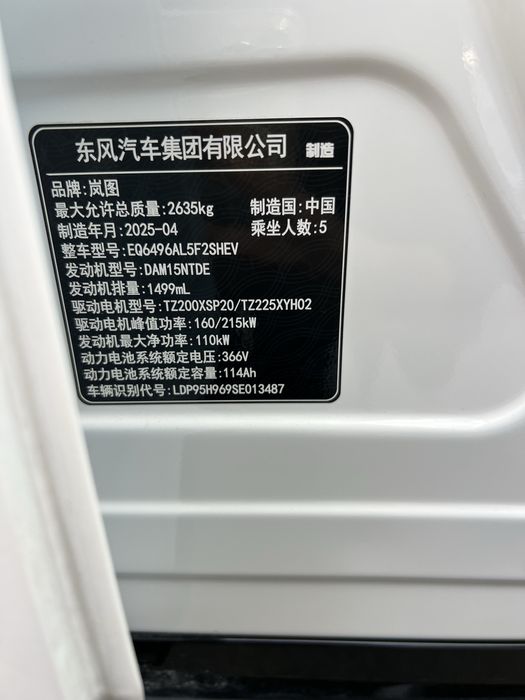 东风汽车集团有限公司 制造
品牌:岚图
最大允许总质量:2635kg 制造国:中国
制造年月:2025-04 乘坐人数:5
整车型号:EQ6496AL5F2SHEV
发动机型号:DAM15NTDE
发动机排量:1499mL
驱动电机型号:TZ200XSP20/TZ225XYH02
驱动电机峰值功率:160/215kW
发动机最大净功率:110kW
动力电池系统额定电压:366V
动力电池系统额定容量:114Ah
车辆识别代号:LDP95H969SE013487